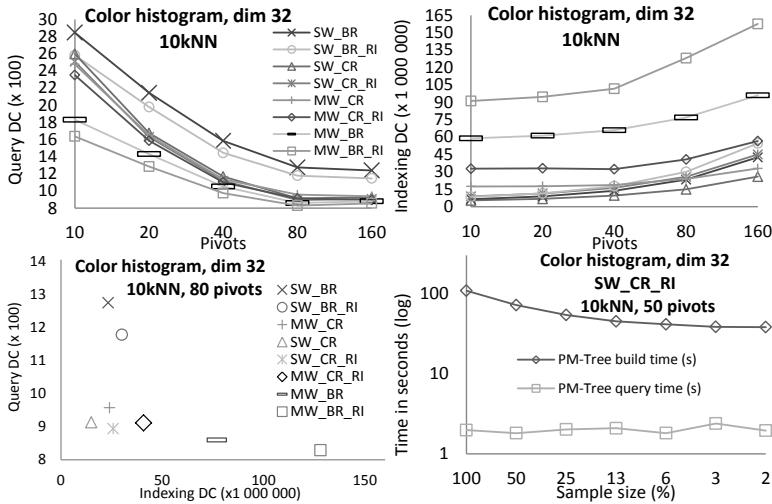 Color histogram, dim 32
10kNN
Query DC (x 100)
30
28
26
24
22
20
18
16
14
12
10
8
10
20
40
80
160
Pivots
SW_BR
SW_BR_RI
SW_CR
SW_CR_RI
MW_CR
MW_CR_RI
MW_BR
MW_BR_RI
Color histogram, dim 32
10kNN
Indexing DC (x 1 000 000)
165
150
135
120
105
90
75
60
45
30
15
0
10
20
40
80
160
Pivots
Color histogram, dim 32
10kNN, 80 pivots
Query DC (x 100)
14
13
12
11
10
9
8
0
50
100
150
Indexing DC (x1 000 000)
SW_BR
SW_BR_RI
MW_CR
SW_CR
SW_CR_RI
MW_CR_RI
MW_BR
MW_BR_RI
Color histogram, dim 32
SW_CR_RI
10kNN, 50 pivots
Time in seconds (log)
100
10
1
PM-Tree build time (s)
PM-Tree query time (s)
100
50
25
13
6
3
2
Sample size (%)